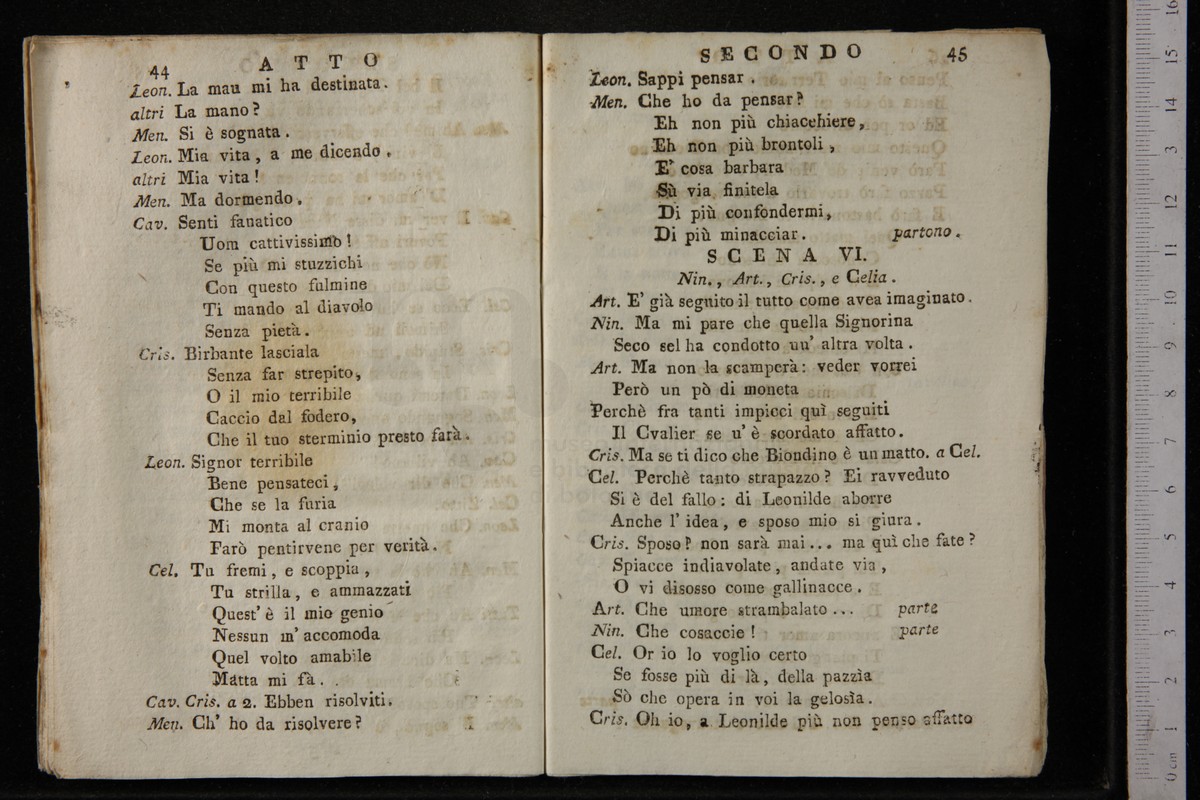 44 A T T O
Leon. La man mi ha destinata.
altri La mano?
Men. Si è sognata.
Leon. Mia vita, a me dicendo.
altri Mia vita!
Men. Ma dormendo.
Cav. Senti fanatico
Uom cattivissimo!
Se più mi stuzzichi
Con questo fulmine
Ti mando al diavolo
Senza pietà.
Cris. Birbante lasciala
Senza far strepito,
O il mio terribile
Caccio dal fodero,
Che il tuo sterminio presto farà.
Leon. Signor terribile
Bene pensateci,
Che se la furia
Mi monta al cranio
Farò pentirvene per verità.
Cel. Tu fremi, e scoppia,
Tu strilla, e ammazzati
Quest' è il mio genio
Nessun m' accomoda
Quel volto amabile
Matta mi fà.
Cav. Cris. a 2. Ebben risolviti.
Men. Ch' ho da risolvere?
S E C O N D O 45
Leon. Sappi pensar.
Men. Che ho da pensar?
Eh non più chiacehiere,
Eh non più brontoli,
E' cosa barbara
Sù via finitela
Di più confondermi,
Di più minacciar. partono.
S C E N A VI.
Nin., Art., Cris., e Celia.
Art. E' già seguito il tutto come avea imaginato.
Nin. Ma mi pare che quella Signorina
Seco sel ha condotto un' altra volta.
Art. Ma non la scamperà: veder vorrei
Però un pò di moneta
Perchè fra tanti impicci quì seguiti
Il Cvalier se u' è scordato affatto.
Cris. Ma se ti dico che Biondino è un matto. a Cel.
Cel. Perchè tanto strapazzo? Ei ravveduto
Si è del fallo: di Leonilde aborre
Anche l' idea, e sposo mio si giura.
Cris. Sposo? non sarà mai... ma quì che fate?
Spiacce indiavolate, andate via,
O vi disosso come gallinacce.
Art. Che umore strambalato... parte
Nin. Che cosaccie! parte
Cel. Or io lo voglio certo
Se fosse più di là, della pazzìa
Sò che opera in voi la gelosìa.
Cris. Oh io, a Leonilde più non penso affatto